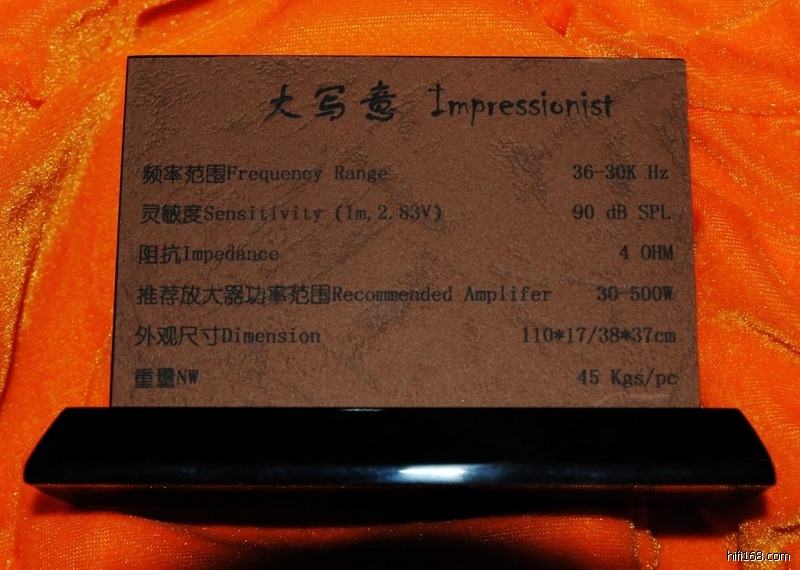 大写意 Impressionist
频率范围Frequency Range 36-30K Hz
灵敏度Sensitivity (1m,2.83V) 90 dB SPL
阻抗Impedance 4 OHM
推荐放大器功率范围Recommended Amplifer 30-500W
外观尺寸Dimension 110*17/38*37cm
重量NW 45 Kgs/pc
hifi168.com